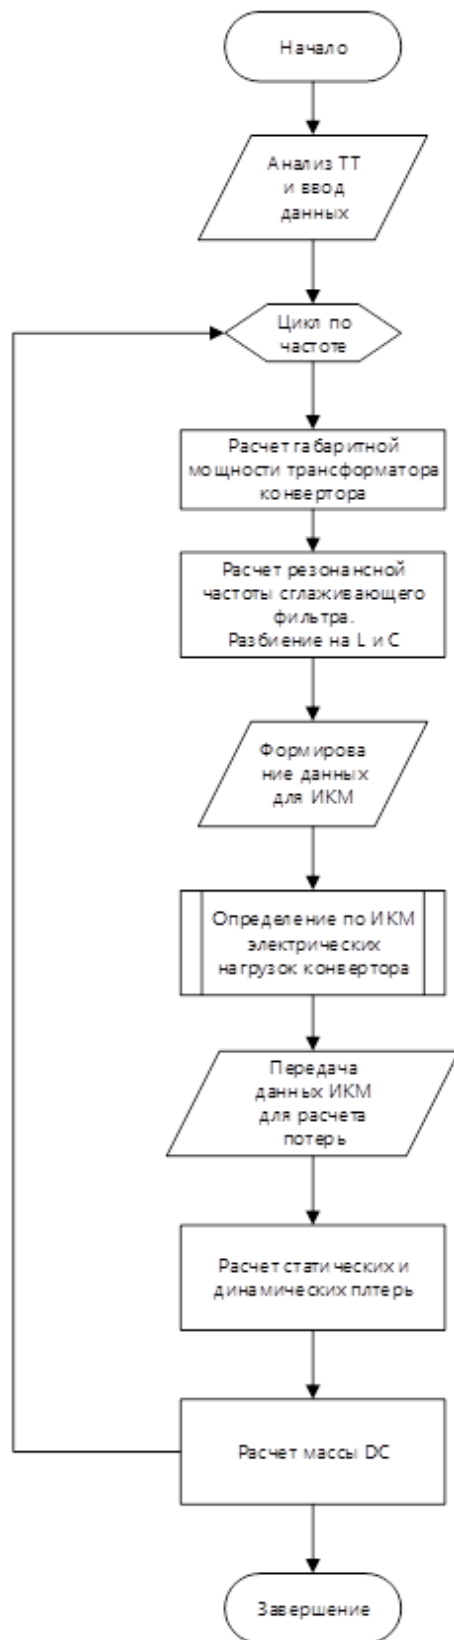 Начало
Анализ ТТ
и ввод
данных
Цикл по
частоте
Расчет габаритной
мощности трансформатора
конвертора
Расчет резонансной
частоты сглаживающего
фильтра.
Разбиение на L и C
Формирова
ние данных
для ИКМ
Определение по ИКМ
электрических
нагрузок конвертора
Передача
данных ИКМ
для расчета
потерь
Расчет статических и
динамических плтерь
Расчет массы DC
Завершение